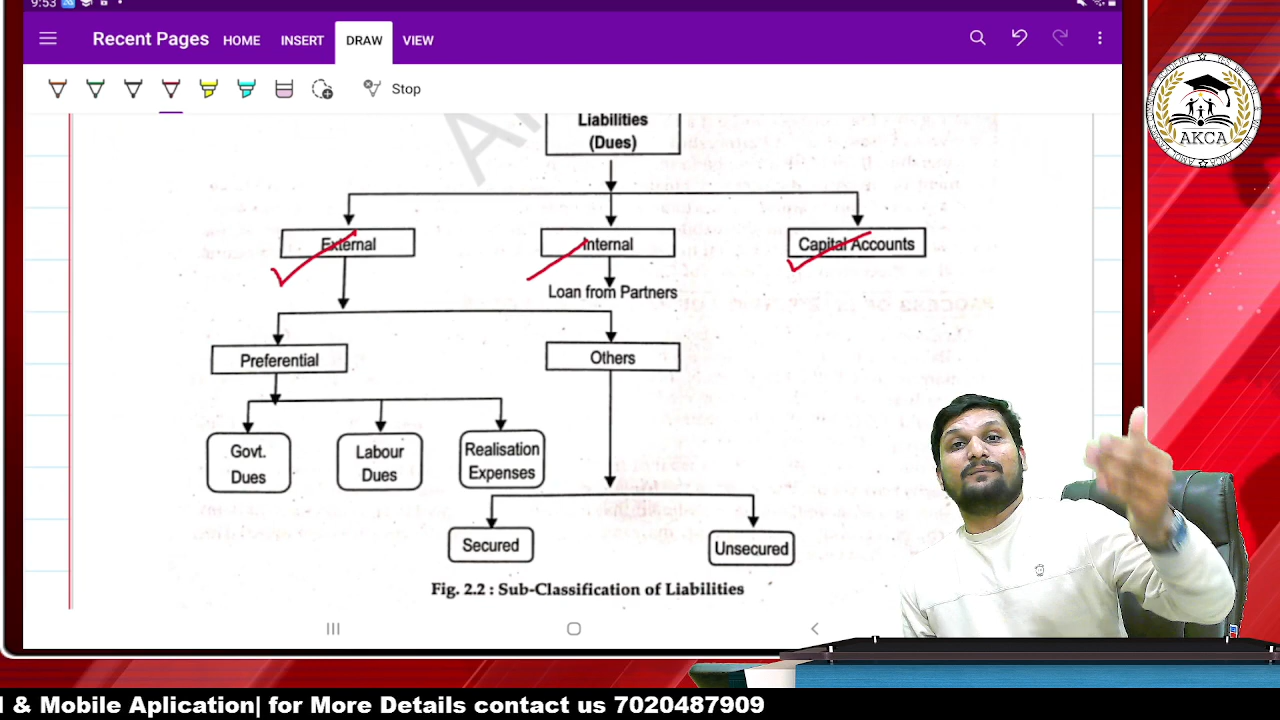 9:53
Recent Pages HOME INSERT DRAW VIEW
Stop
AKCA
Liabilities
(Dues)
External Internal Capital Accounts
Loan from Partners
Preferential Others
Govt.
Dues
Labour
Dues
Realisation
Expenses
Secured Unsecured
Fig. 2.2 : Sub-Classification of Liabilities
& Mobile Aplication| for More Details contact us 7020487909